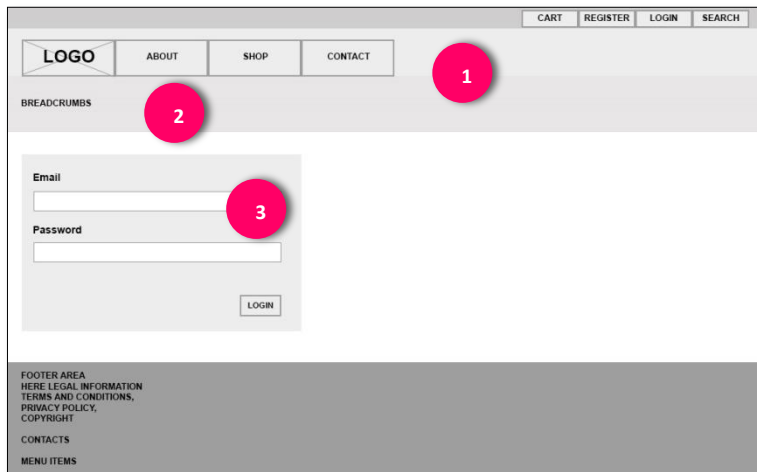 CART REGISTER LOGIN SEARCH
LOGO ABOUT SHOP CONTACT
1
BREADCRUMBS
2
Email
3
Password
LOGIN
FOOTER AREA
HERE LEGAL INFORMATION
TERMS AND CONDITIONS,
PRIVACY POLICY,
COPYRIGHT
CONTACTS
MENU ITEMS